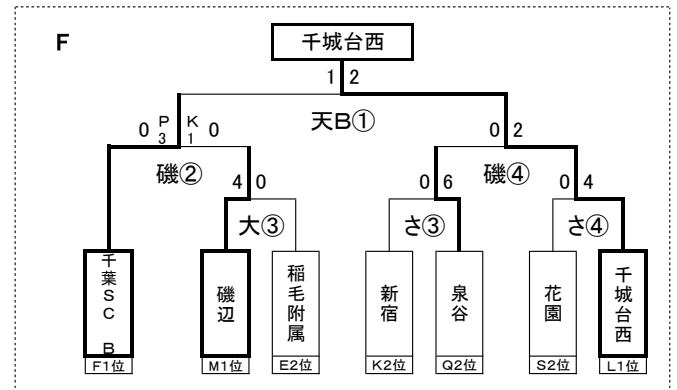 F
千城台西
1 2
天B①
0 PK 0
3 1
0 2
磯②
磯④
4 0
0 6
0 4
大③
さ③
さ④
千葉SC B
磯辺
稲毛附属
新宿
泉谷
花園
千城台西
F1位
M1位
E2位
K2位
Q2位
S2位
L1位